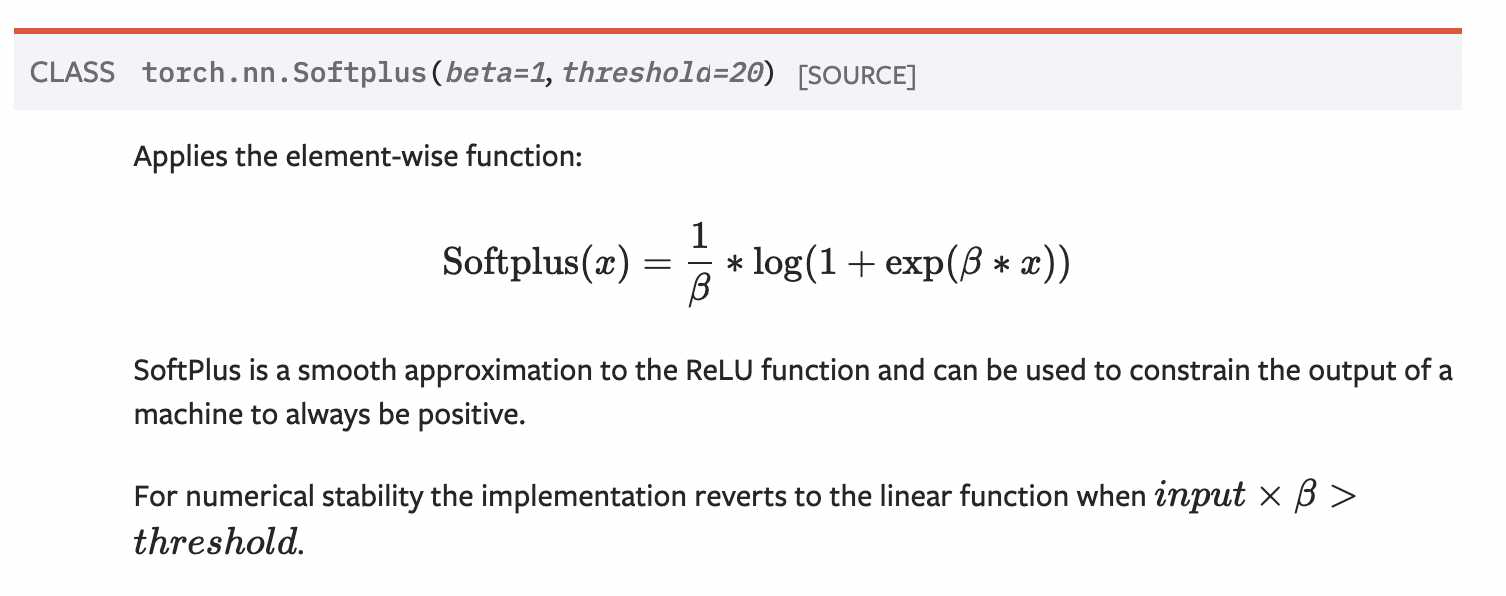 CLASS torch.nn.Softplus(beta=1, threshold=20) [SOURCE]
Applies the element-wise function:
Softplus(x) = 1/β * log(1 + exp(β * x))
SoftPlus is a smooth approximation to the ReLU function and can be used to constrain the output of a
machine to always be positive.
For numerical stability the implementation reverts to the linear function when input × β >
threshold.